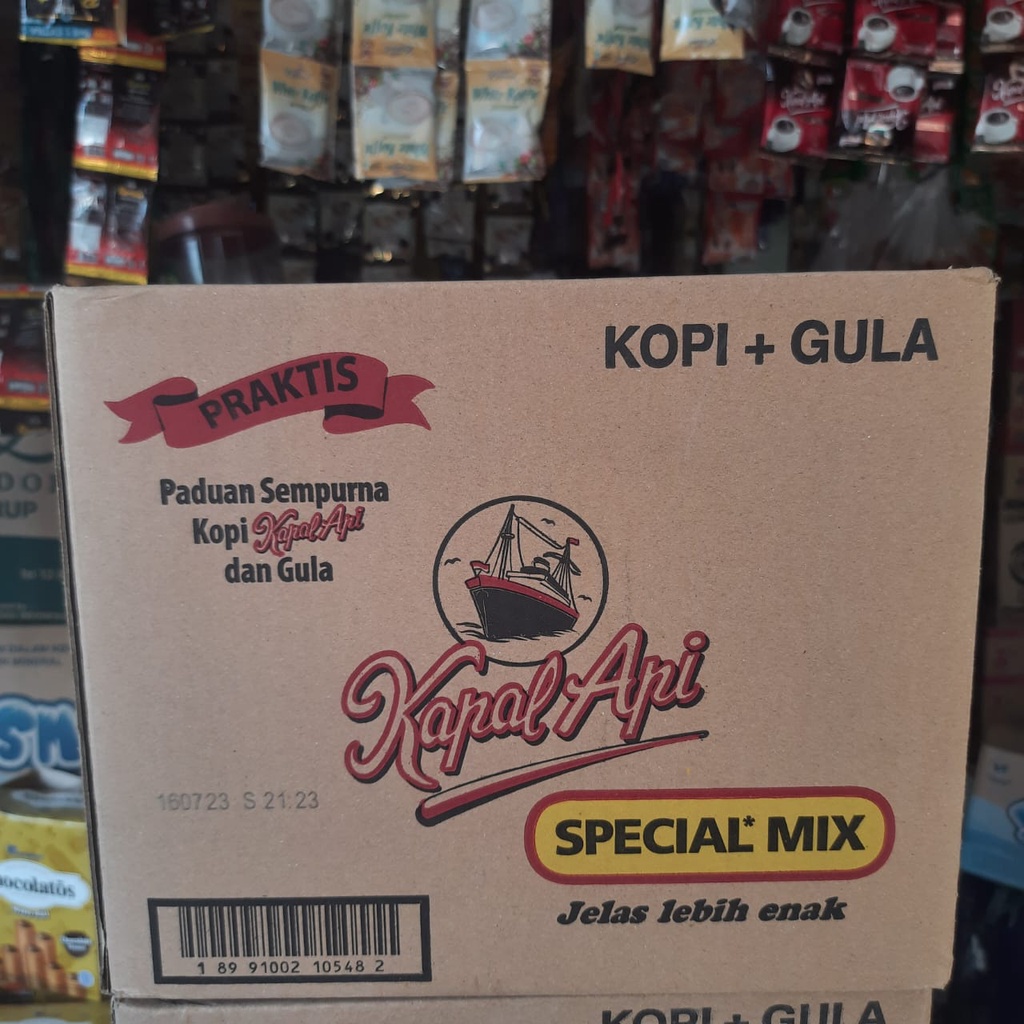 KOPI + GULA
PRAKTIS
Paduan Sempurna
Kopi Kapal Api
dan Gula
Kapal Api
160723 S 21:23
SPECIAL* MIX
Jelas lebih enak
1 89 91002 10548 2
KOPI + GULA